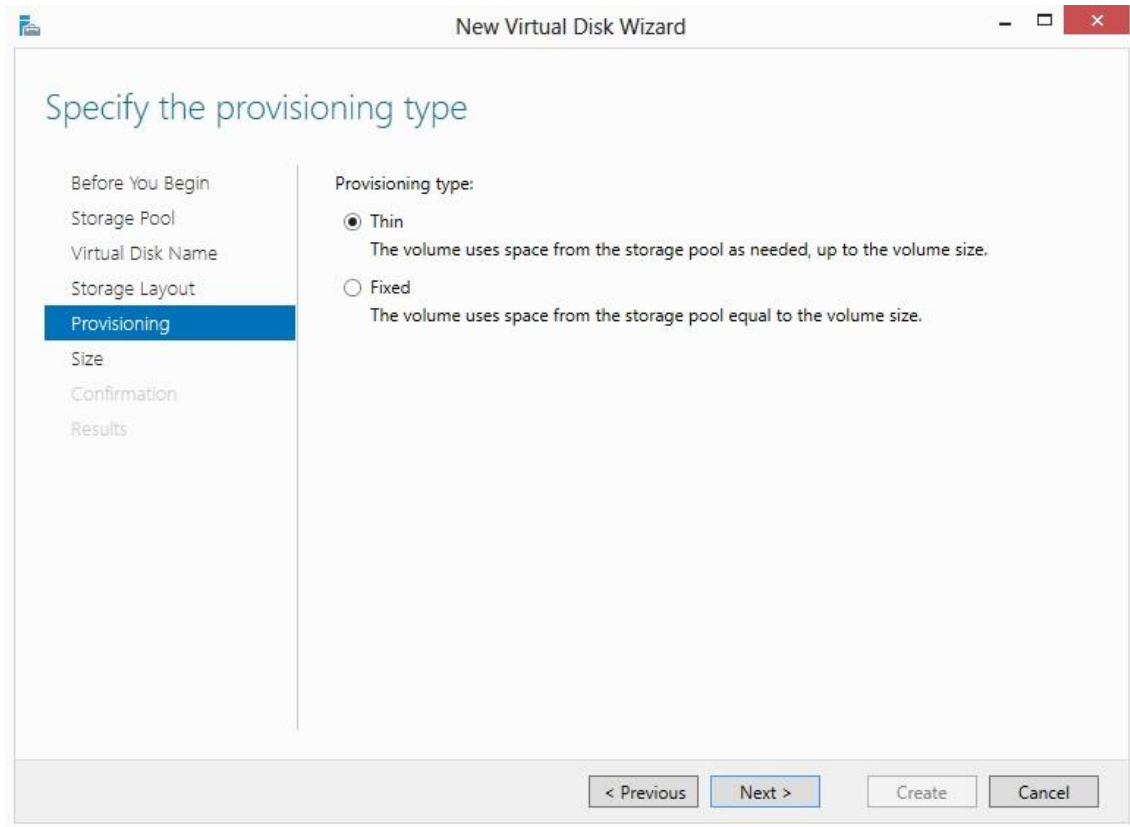 New Virtual Disk Wizard
Specify the provisioning type
Before You Begin
Storage Pool
Virtual Disk Name
Storage Layout
Provisioning
Size
Confirmation
Results
Provisioning type:
Thin
The volume uses space from the storage pool as needed, up to the volume size.
Fixed
The volume uses space from the storage pool equal to the volume size.
< Previous
Next >
Create
Cancel